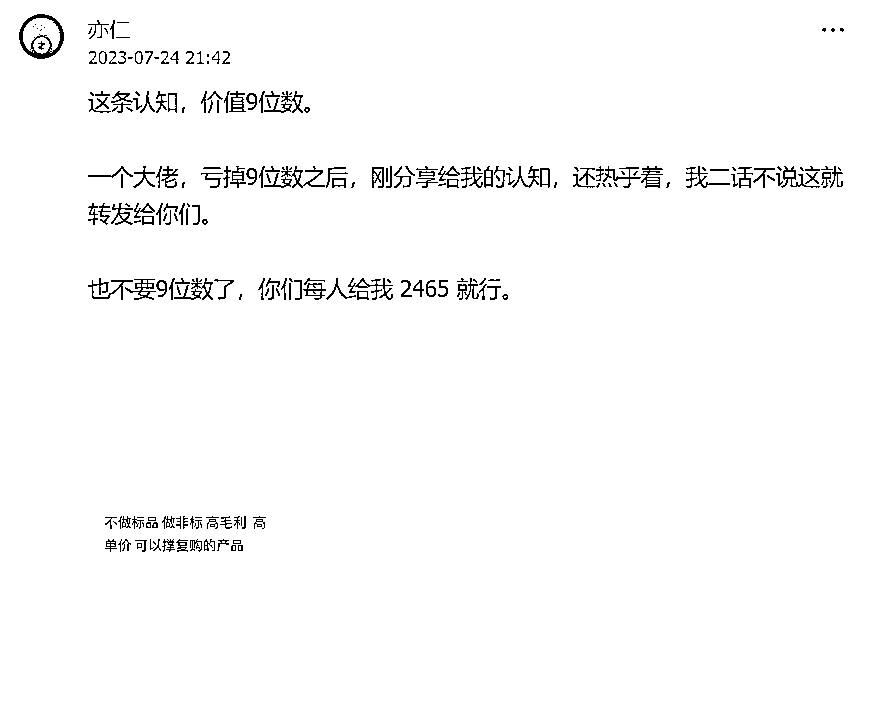 亦仁
2023-07-24 21:42
这条认知，价值9位数。
一个大佬，亏掉9位数之后，刚分享给我的认知，还热乎着，我二话不说这就
转发给你们。
也不要9位数了，你们每人给我 2465 就行。
不做标品 做非标 高毛利 高
单价 可以撑复购的产品